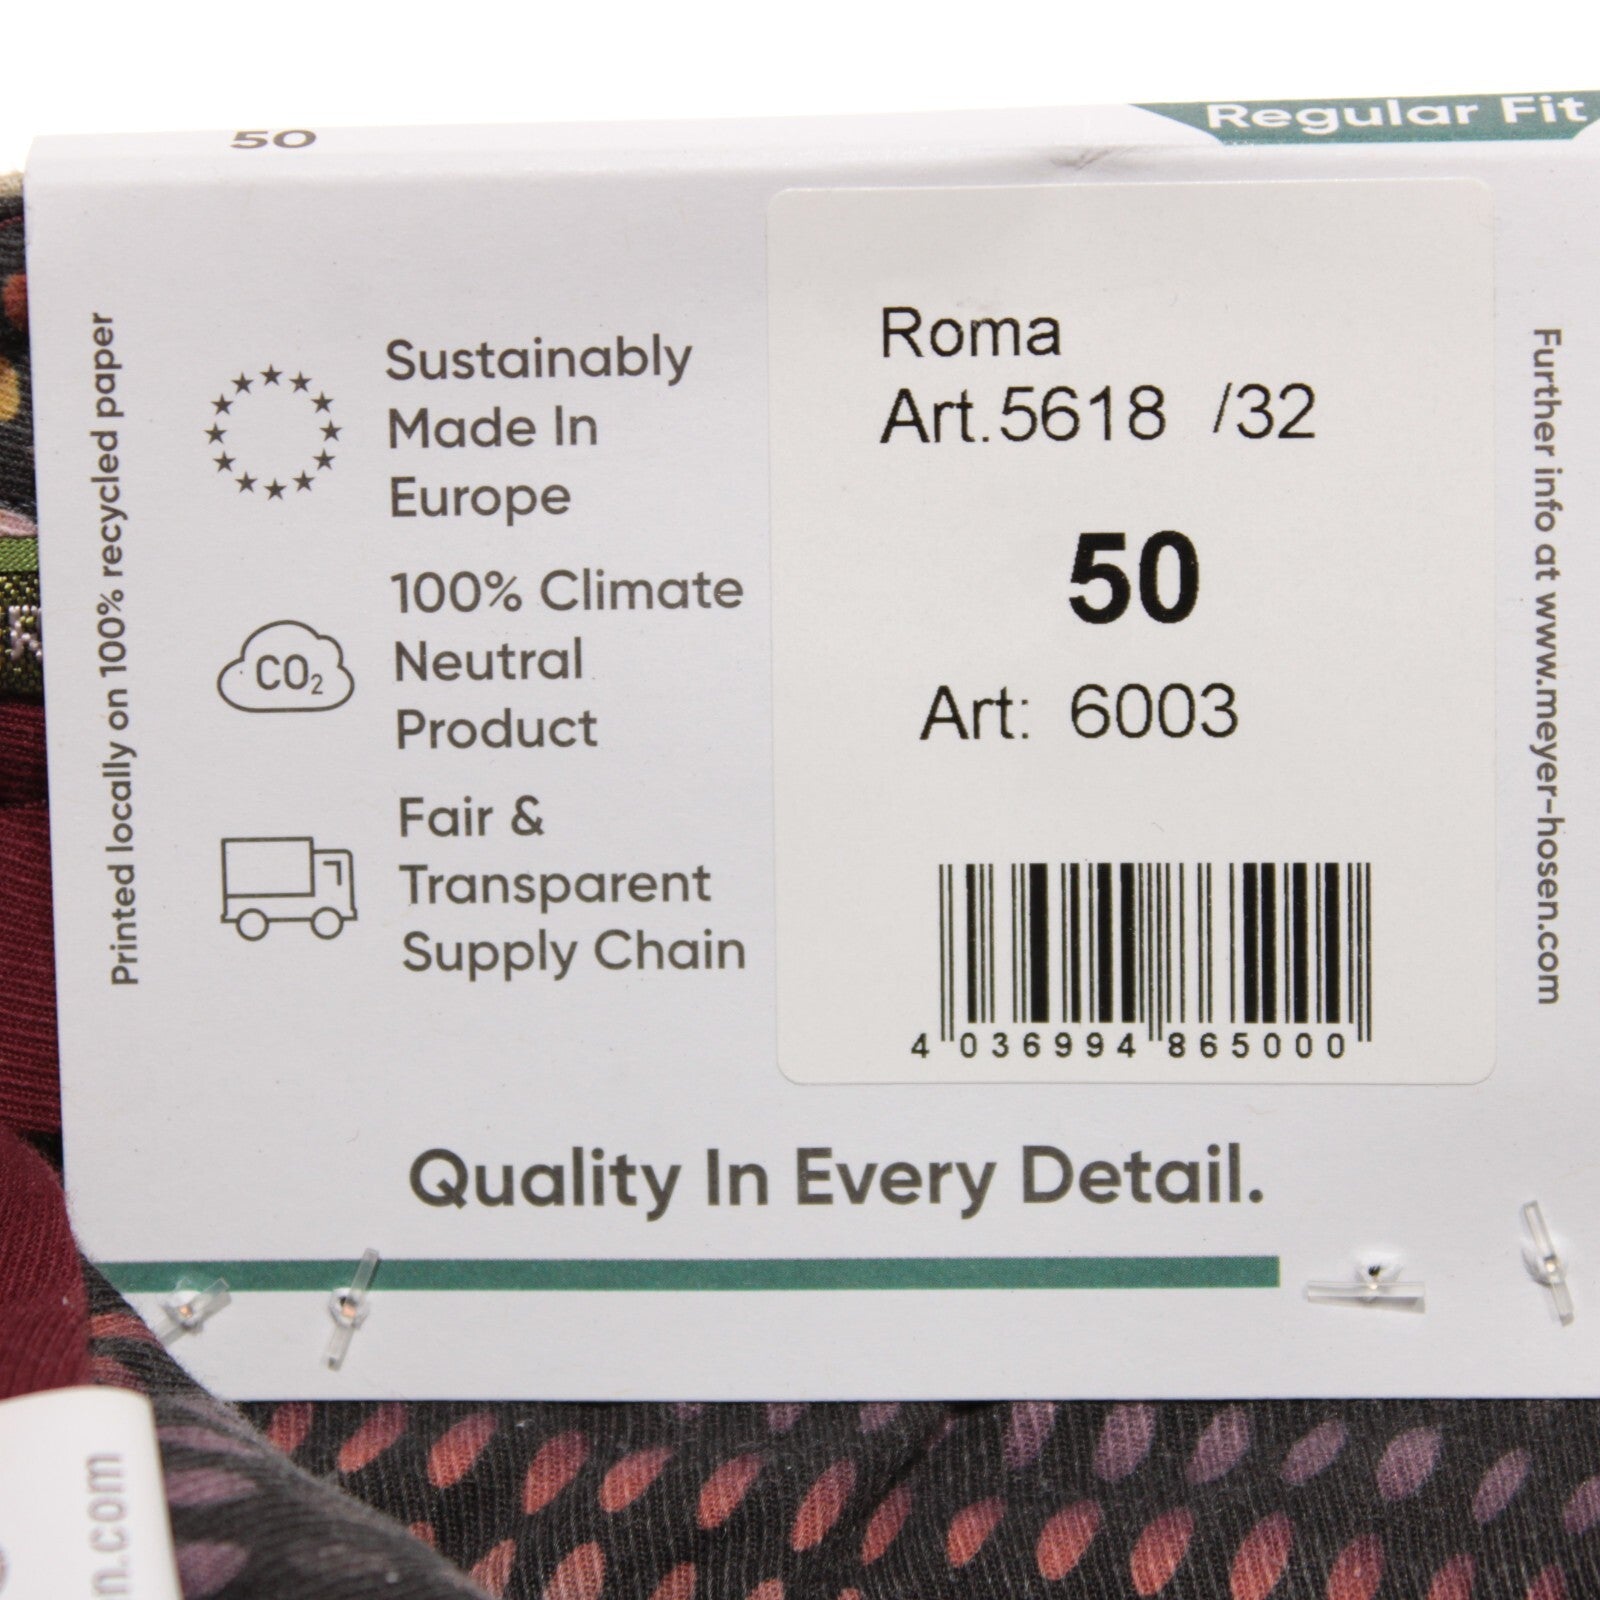 50
Regular Fit
Printed locally on 100% recycled paper
Sustainably
Made In
Europe
CO₂
100% Climate
Neutral
Product
Fair &
Transparent
Supply Chain
Roma
Art.5618 /32
50
Art: 6003
4 036994 865000
Further info at www.meyer-hosen.com
Quality In Every Detail.
n.com